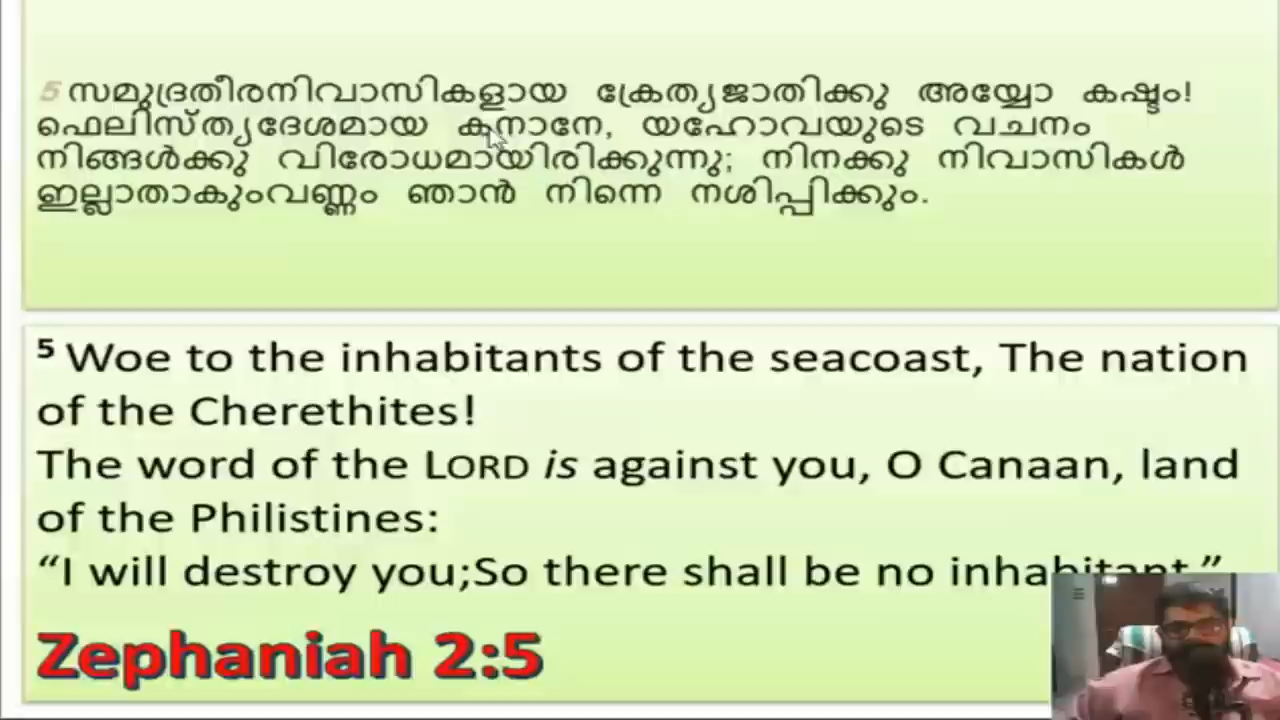 5 സമുദ്രതീരനിവാസികളായ ക്രേത്യജാതിക്കു അയ്യോ കഷ്ടം!
ഫെലിസ്ത്യദേശമായ കനാനേ, യഹോവയുടെ വചനം
നിങ്ങൾക്കു വിരോധമായിരിക്കുന്നു; നിനക്കു നിവാസികൾ
ഇല്ലാതാകുംവണ്ണം ഞാൻ നിന്നെ നശിപ്പിക്കും.
5 Woe to the inhabitants of the seacoast, The nation
of the Cherethites!
The word of the LORD is against you, O Canaan, land
of the Philistines:
“I will destroy you;So there shall be no inhabitant.”
Zephaniah 2:5